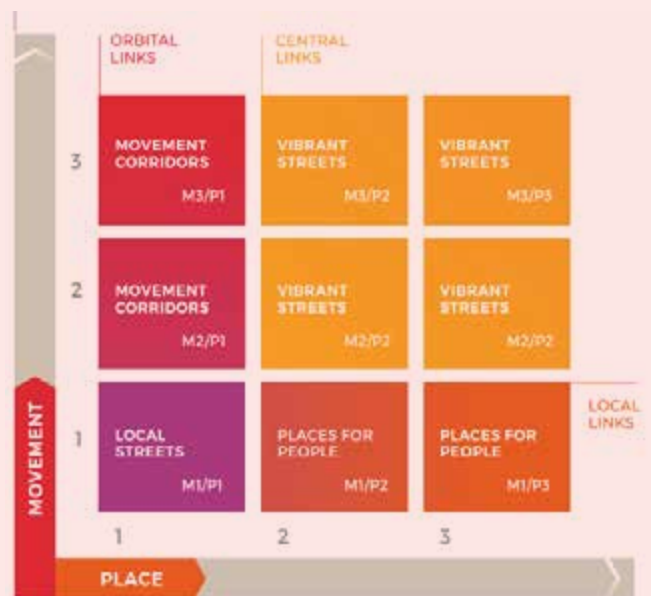 ORBITAL
LINKS
CENTRAL
LINKS
3
MOVEMENT
CORRIDORS
M3/P1
VIBRANT
STREETS
M3/P2
VIBRANT
STREETS
M3/P3
2
MOVEMENT
CORRIDORS
M2/P1
VIBRANT
STREETS
M2/P2
VIBRANT
STREETS
M2/P2
1
LOCAL
STREETS
M1/P1
PLACES FOR
PEOPLE
M1/P2
PLACES FOR
PEOPLE
M1/P3
LOCAL
LINKS
MOVEMENT
1
2
3
PLACE